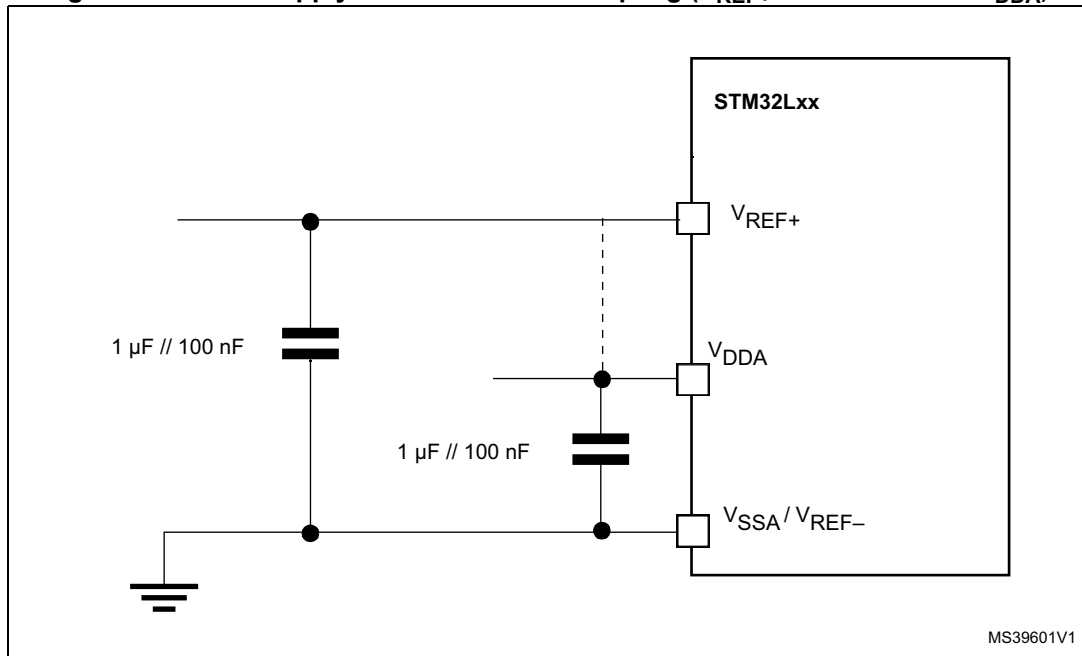 STM32Lxx
VREF+
1 µF // 100 nF
VDDA
1 µF // 100 nF
VSSA / VREF–
MS39601V1